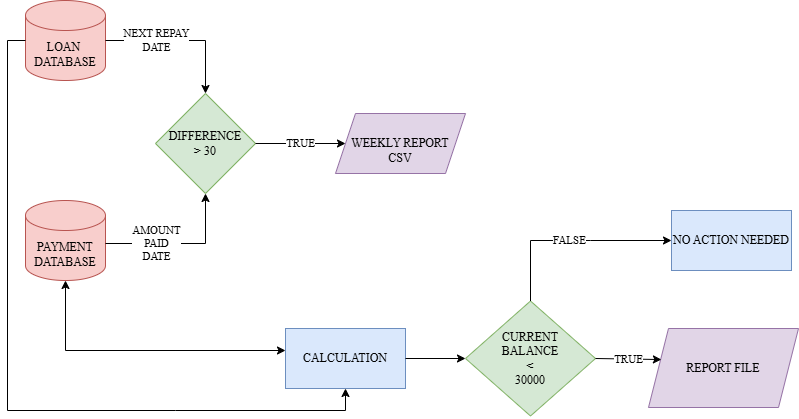 NEXT REPAY
DATE
LOAN
DATABASE
DIFFERENCE
> 30
TRUE
WEEKLY REPORT
CSV
AMOUNT
PAID
DATE
PAYMENT
DATABASE
FALSE
NO ACTION NEEDED
CALCULATION
CURRENT
BALANCE
<
30000
TRUE
REPORT FILE